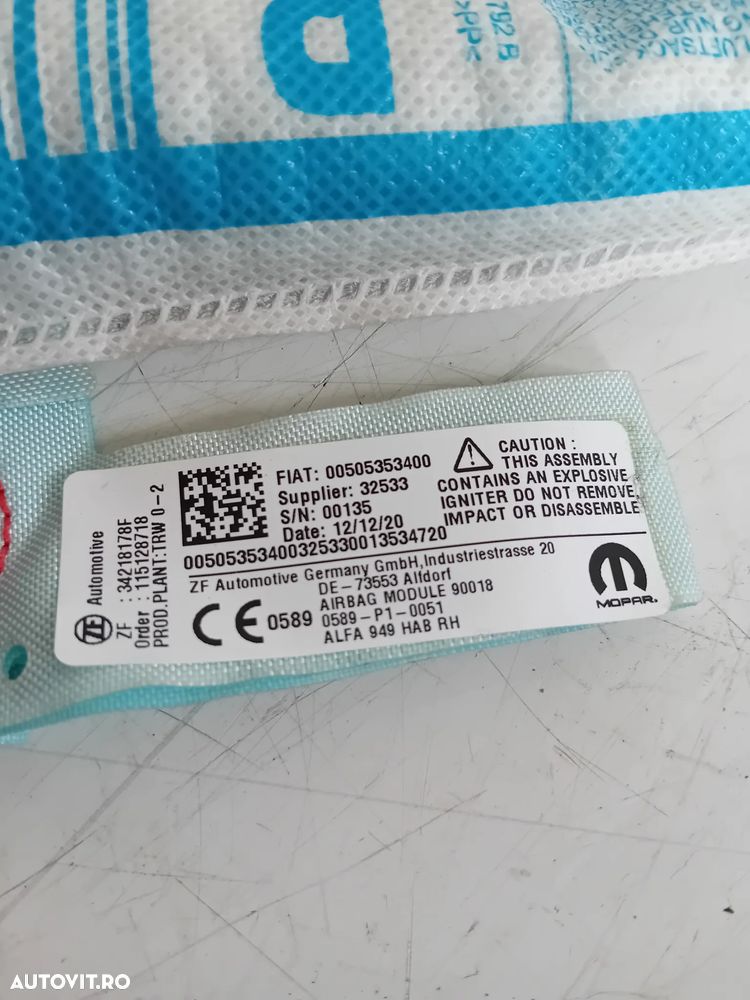 P
792 B
>PP<
LUFTSACK
FIAT: 00505353400
Supplier: 32533
S/N: 00135
Date: 12/12/20
00505353400325330013534720
CAUTION :
THIS ASSEMBLY
CONTAINS AN EXPLOSIVE
IGNITER DO NOT REMOVE,
IMPACT OR DISASSEMBLE
ZF Automotive Germany GmbH,Industriestrasse 20
DE-73553 Alfdorf
AIRBAG MODULE 90018
CE 0589 0589-P1-0051
ALFA 949 HAB RH
MOPAR.
ZF Automotive
ZF : 34218178F
Order : 115128718
PROD.PLANT:TRW 0-2
AUTOVIT.RO